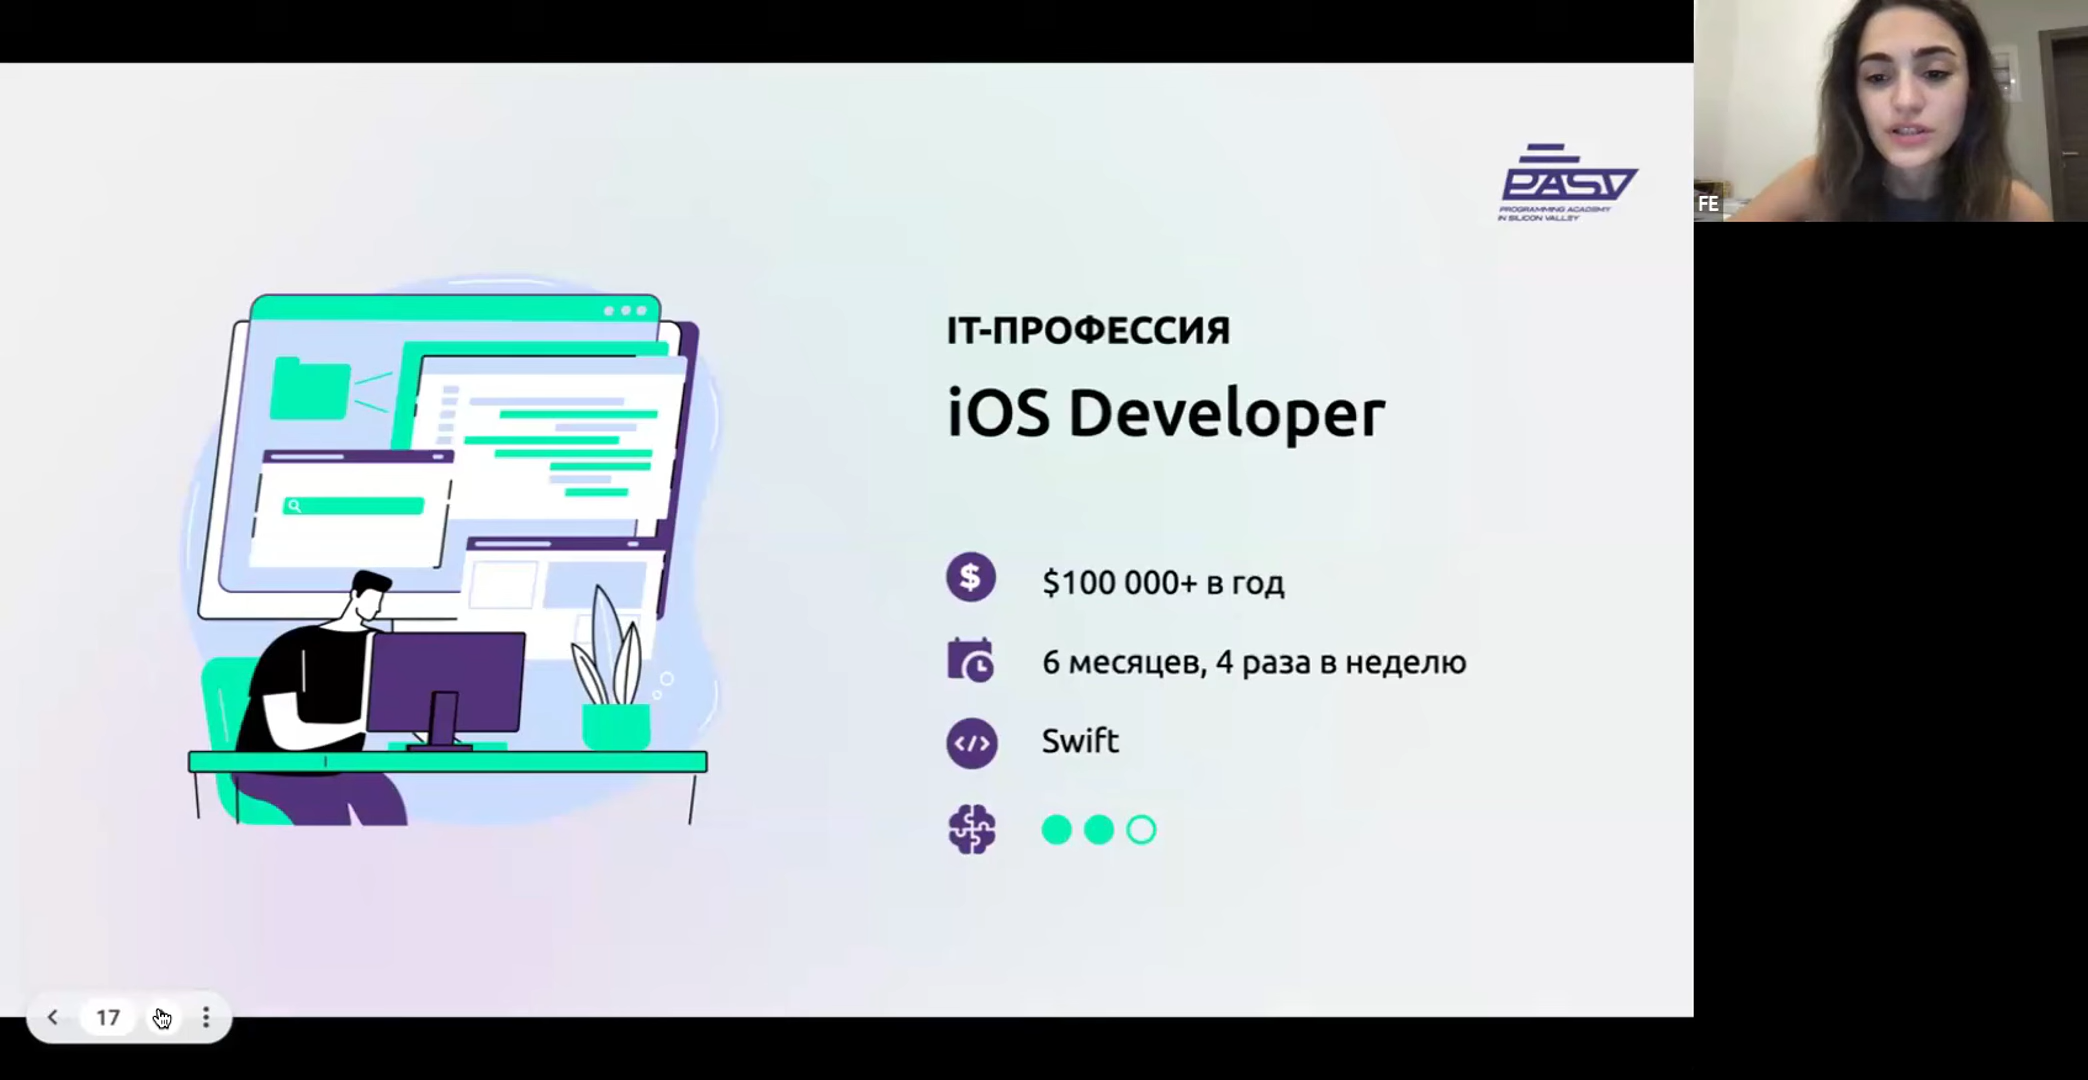 PASV
PROGRAMMING ACADEMY
IN SILICON VALLEY
FE
IT-ПРОФЕССИЯ
iOS Developer
$
$100 000+ в год
6 месяцев, 4 раза в неделю
</>
Swift
17